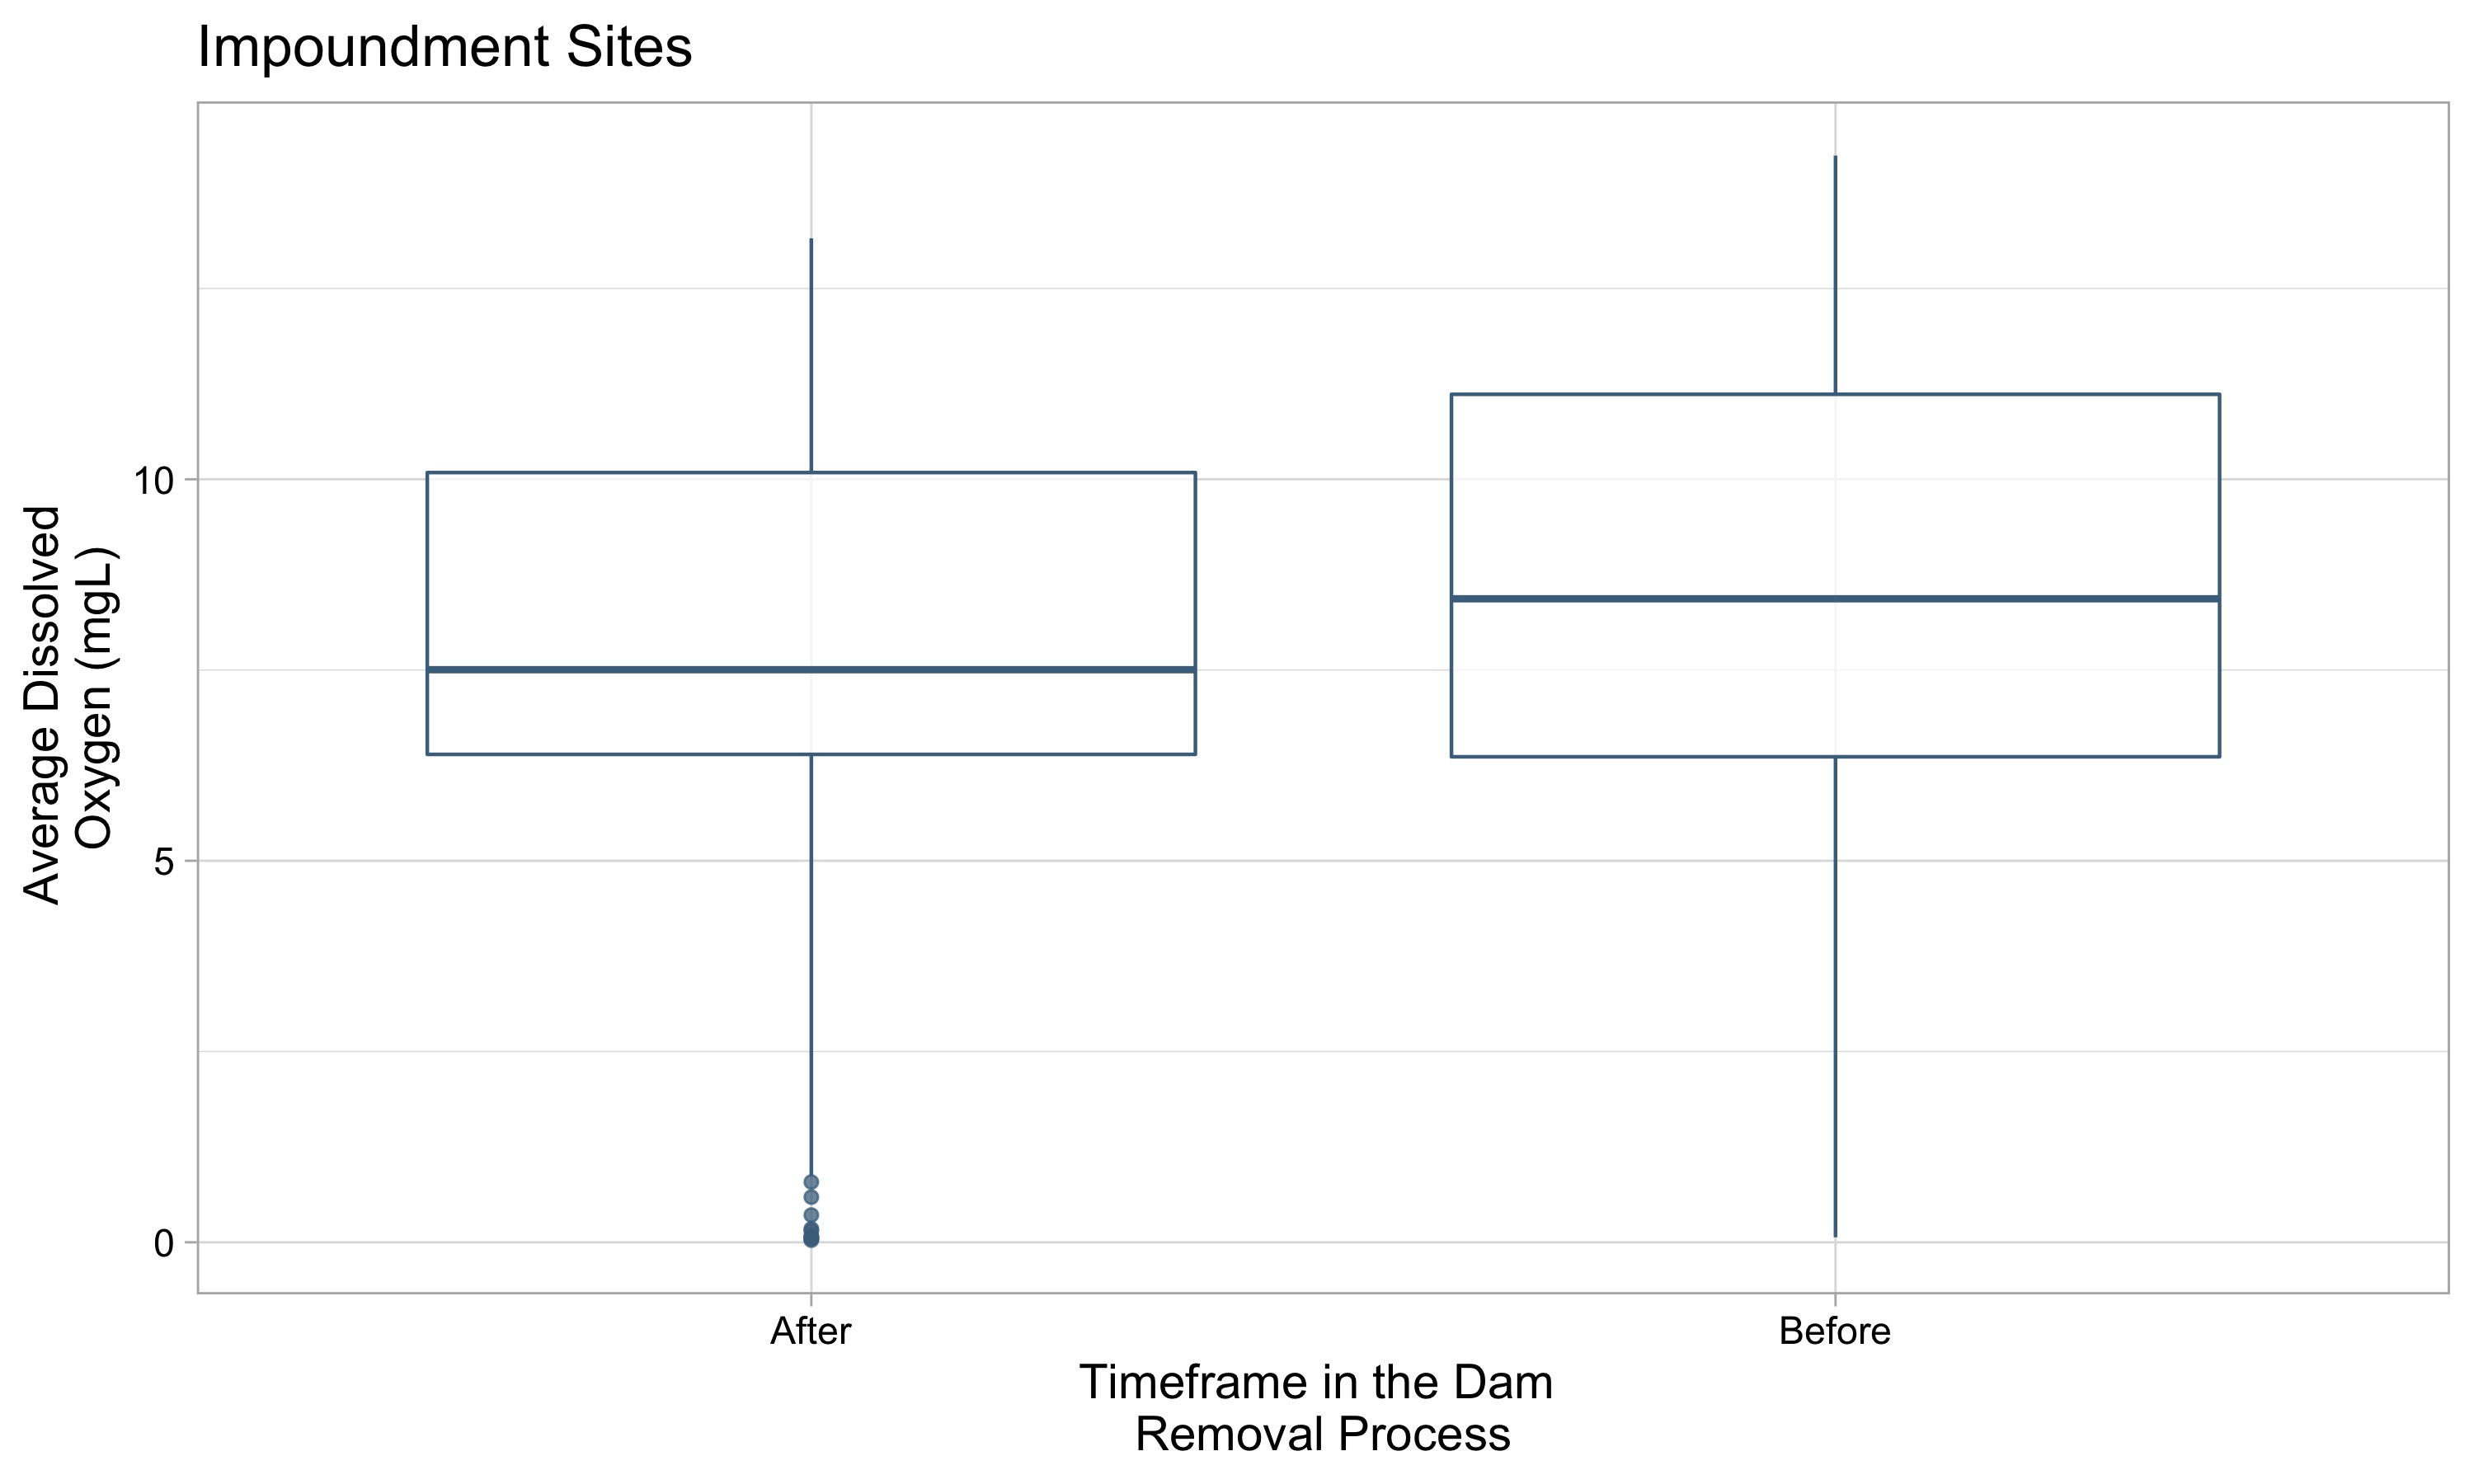 Impoundment Sites
Average Dissolved
Oxygen (mgL)
10
5
0
After
Before
Timeframe in the Dam
Removal Process